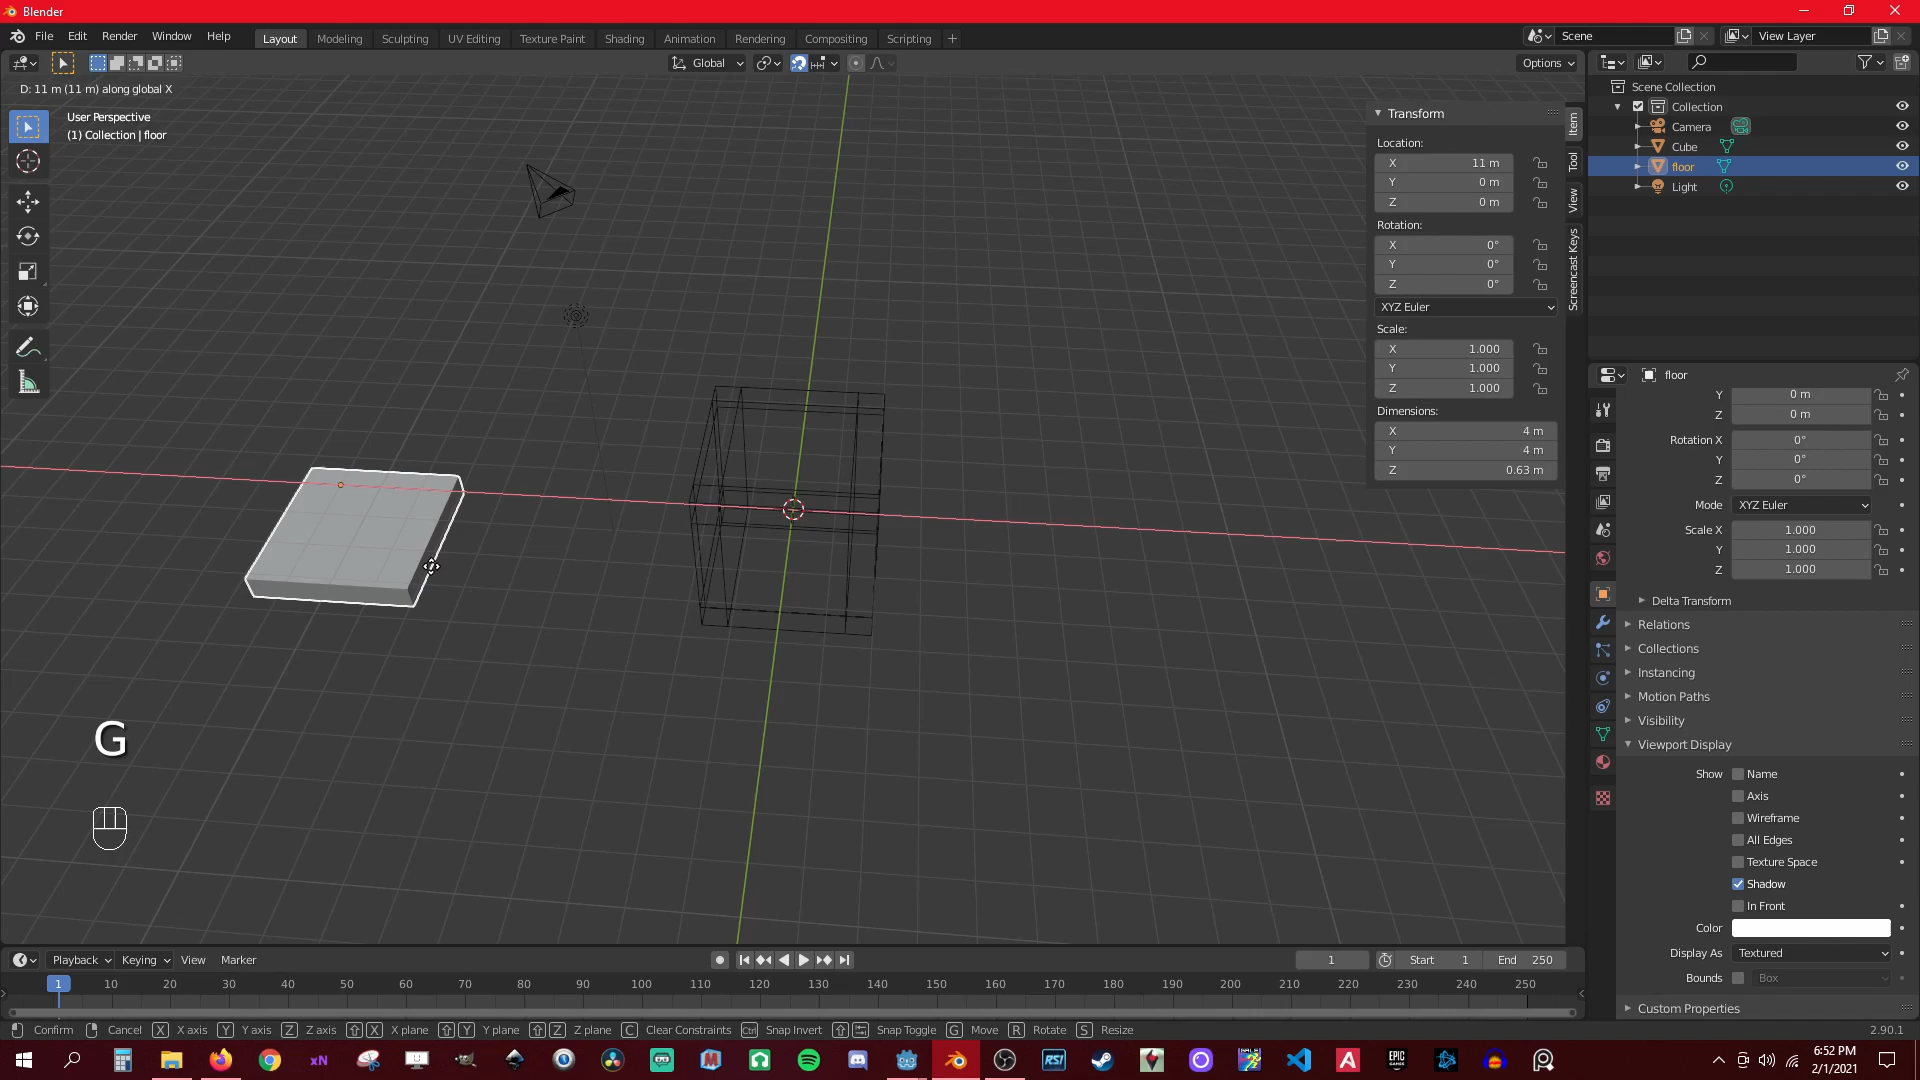 Blender
File Edit Render Window Help
Layout Modeling Sculpting UV Editing Texture Paint Shading Animation Rendering Compositing Scripting +
Scene View Layer
Global Options
D: 11 m (11 m) along global X
User Perspective
(1) Collection | floor
Transform
Location:
X 11 m
Y 0 m
Z 0 m
Rotation:
X 0°
Y 0°
Z 0°
XYZ Euler
Scale:
X 1.000
Y 1.000
Z 1.000
Dimensions:
X 4 m
Y 4 m
Z 0.63 m
Item
Tool
View
Screencast Keys
Scene Collection
Collection
Camera
Cube
floor
Light
floor
Y 0 m
Z 0 m
Rotation X 0°
Y 0°
Z 0°
Mode XYZ Euler
Scale X 1.000
Y 1.000
Z 1.000
Delta Transform
Relations
Collections
Instancing
Motion Paths
Visibility
Viewport Display
Show Name
Axis
Wireframe
All Edges
Texture Space
Shadow
In Front
Color
Display As Textured
Bounds Box
Custom Properties
G
Playback Keying View Marker
1 Start 1 End 250
1 10 20 30 40 50 60 70 80 90 100 110 120 130 140 150 160 170 180 190 200 210 220 230 240 250
Confirm Cancel X X axis Y Y axis Z Z axis X X plane Y Y plane Z Z plane C Clear Constraints Ctrl Snap Invert Snap Toggle G Move R Rotate S Resize
2.90.1
xN RSI A EPIC GAMES
6:52 PM
2/1/2021